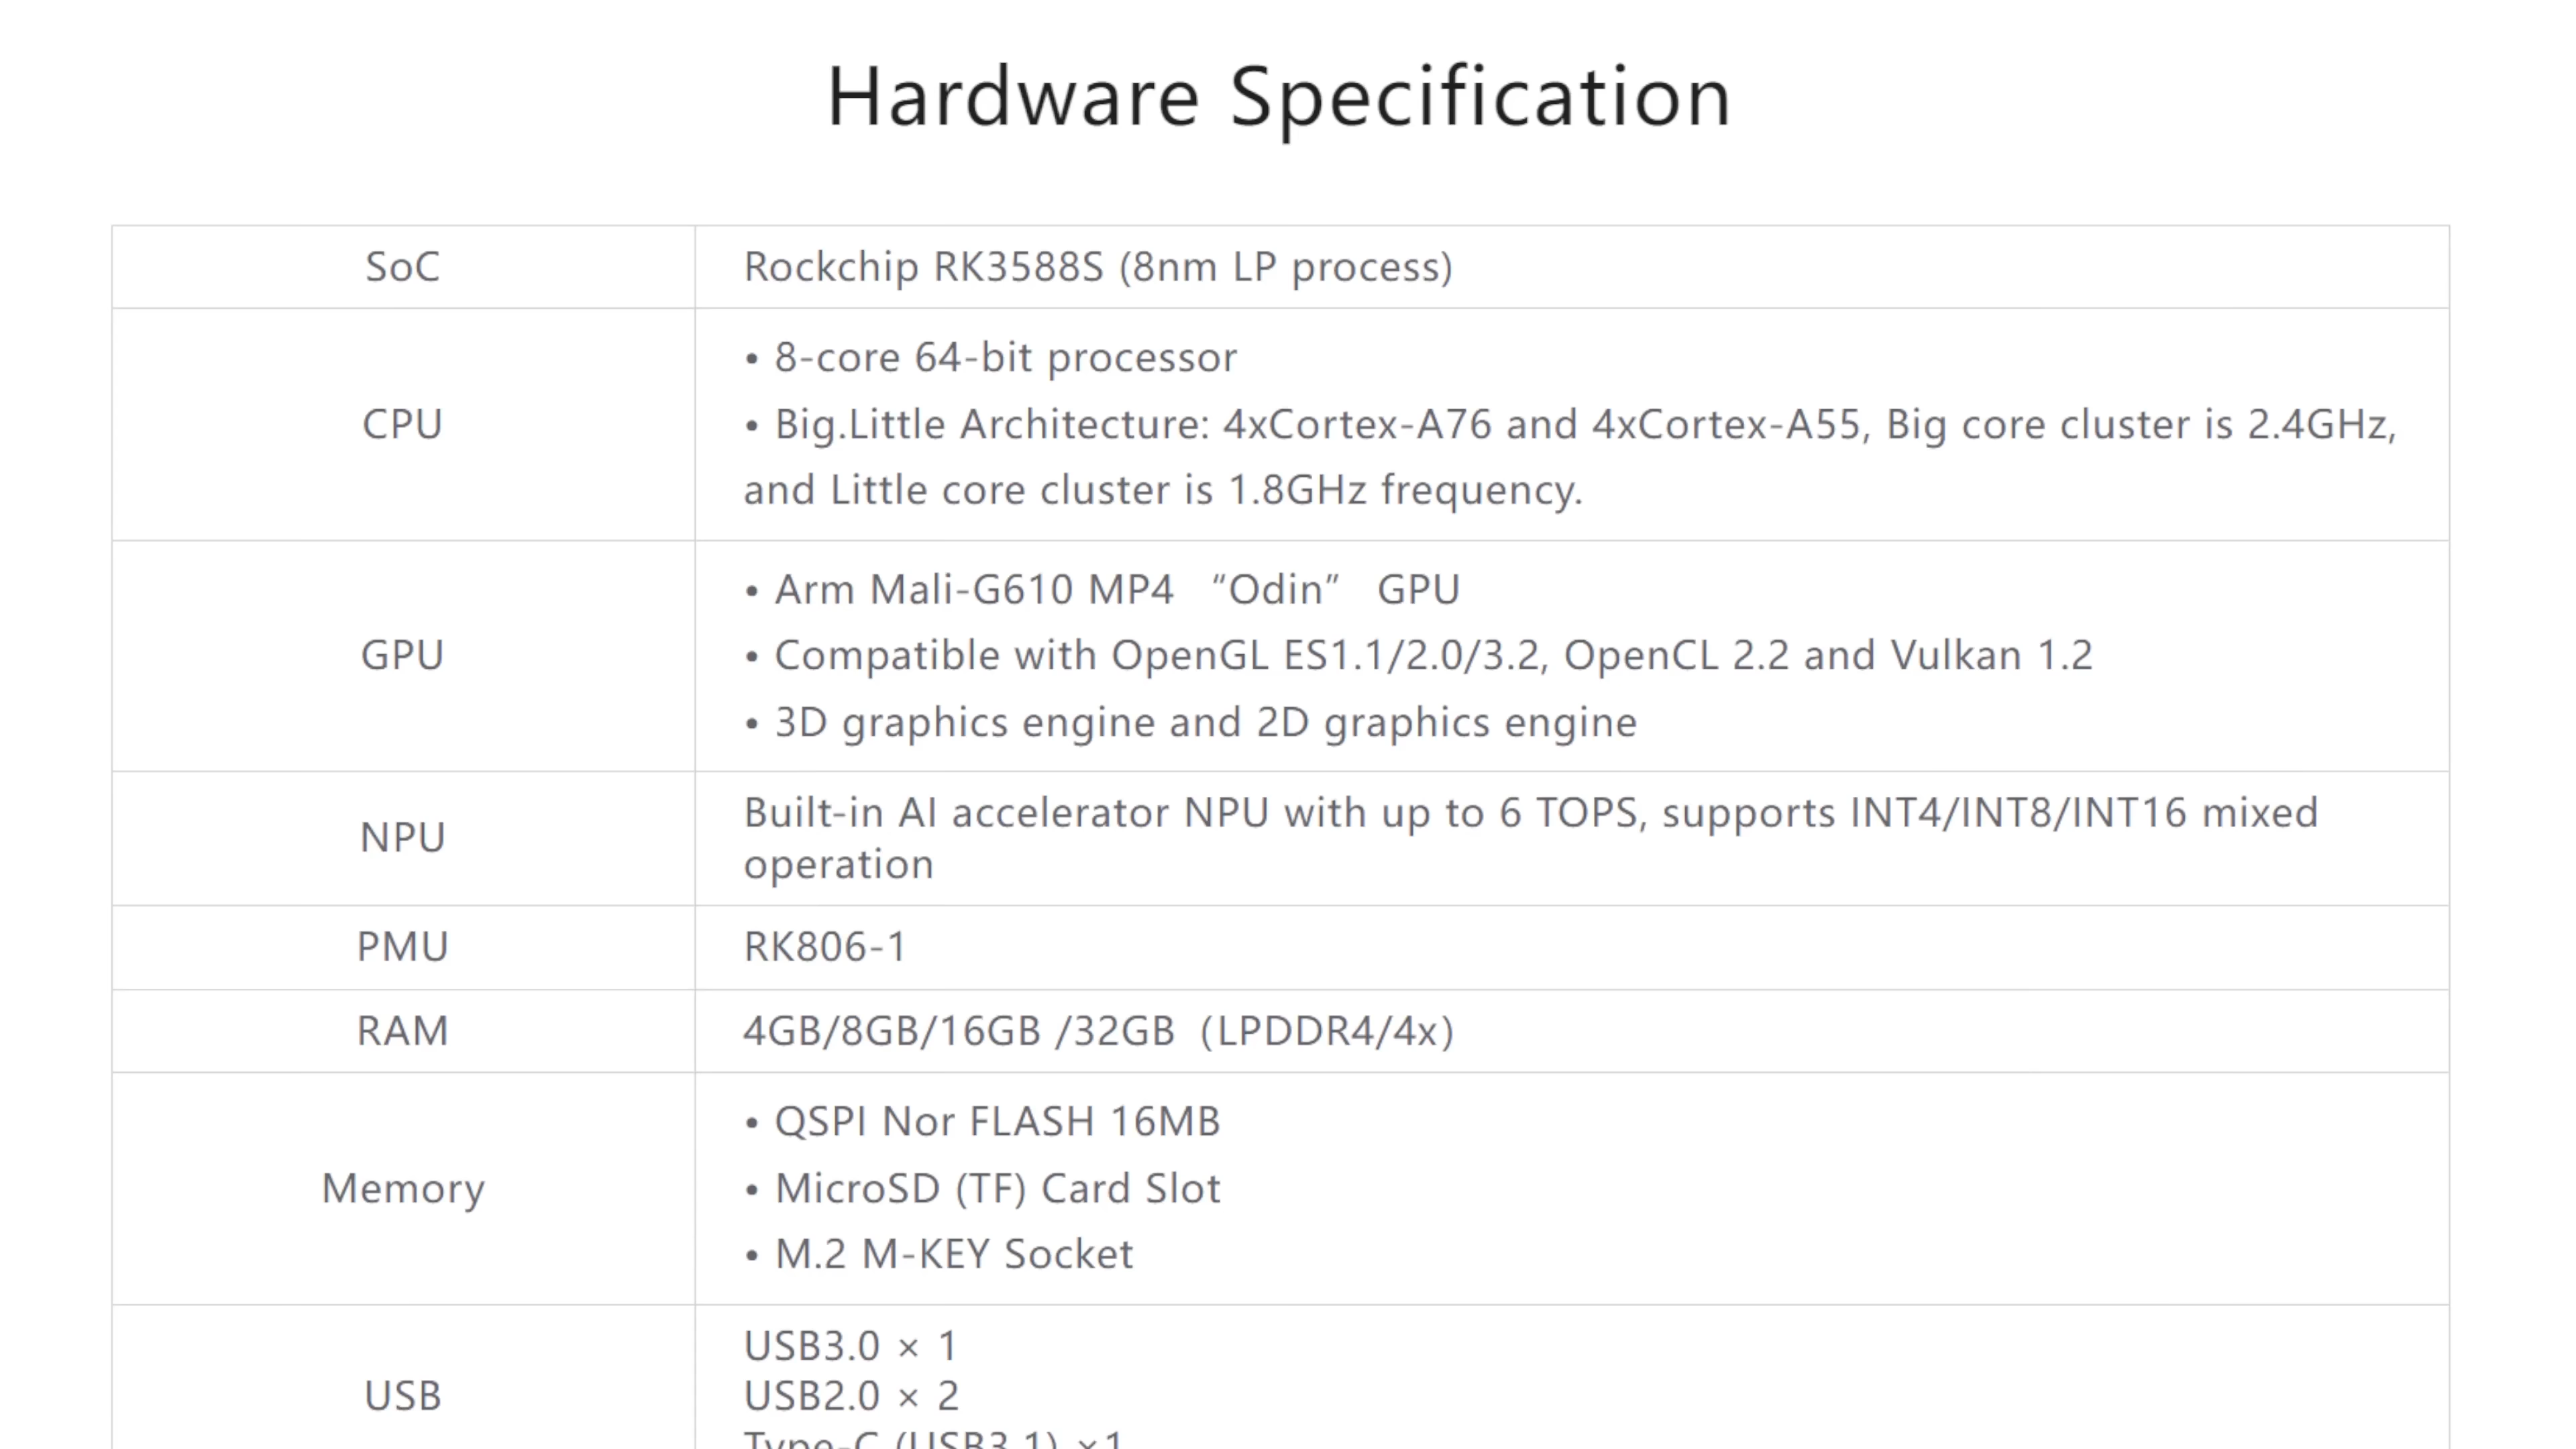 Hardware Specification
SoC
Rockchip RK3588S (8nm LP process)
CPU
• 8-core 64-bit processor
• Big.Little Architecture: 4xCortex-A76 and 4xCortex-A55, Big core cluster is 2.4GHz,
and Little core cluster is 1.8GHz frequency.
GPU
• Arm Mali-G610 MP4 “Odin” GPU
• Compatible with OpenGL ES1.1/2.0/3.2, OpenCL 2.2 and Vulkan 1.2
• 3D graphics engine and 2D graphics engine
NPU
Built-in AI accelerator NPU with up to 6 TOPS, supports INT4/INT8/INT16 mixed
operation
PMU
RK806-1
RAM
4GB/8GB/16GB /32GB (LPDDR4/4x)
Memory
• QSPI Nor FLASH 16MB
• MicroSD (TF) Card Slot
• M.2 M-KEY Socket
USB
USB3.0 × 1
USB2.0 × 2
Type-C (USB3.1) ×1